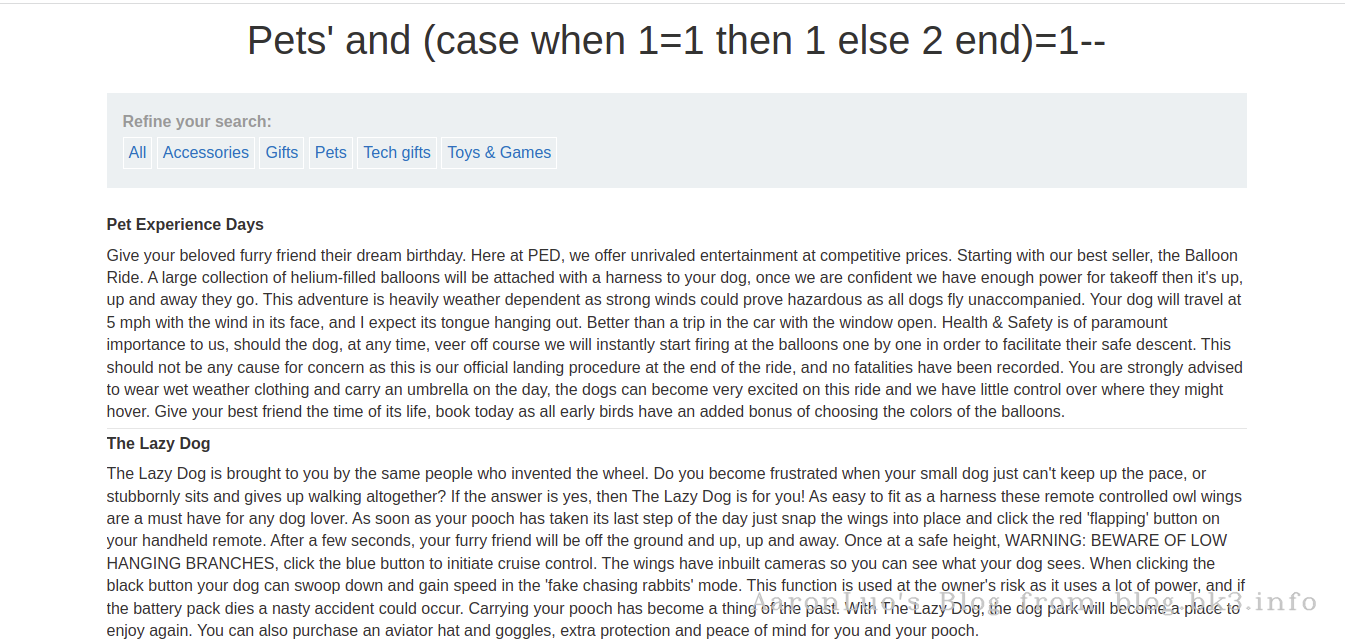 Pets' and (case when 1=1 then 1 else 2 end)=1--
Refine your search:
All Accessories Gifts Pets Tech gifts Toys & Games
Pet Experience Days
Give your beloved furry friend their dream birthday. Here at PED, we offer unrivaled entertainment at competitive prices. Starting with our best seller, the Balloon
Ride. A large collection of helium-filled balloons will be attached with a harness to your dog, once we are confident we have enough power for takeoff then it's up,
up and away they go. This adventure is heavily weather dependent as strong winds could prove hazardous as all dogs fly unaccompanied. Your dog will travel at
5 mph with the wind in its face, and I expect its tongue hanging out. Better than a trip in the car with the window open. Health & Safety is of paramount
importance to us, should the dog, at any time, veer off course we will instantly start firing at the balloons one by one in order to facilitate their safe descent. This
should not be any cause for concern as this is our official landing procedure at the end of the ride, and no fatalities have been recorded. You are strongly advised
to wear wet weather clothing and carry an umbrella on the day, the dogs can become very excited on this ride and we have little control over where they might
hover. Give your best friend the time of its life, book today as all early birds have an added bonus of choosing the colors of the balloons.
The Lazy Dog
The Lazy Dog is brought to you by the same people who invented the wheel. Do you become frustrated when your small dog just can't keep up the pace, or
stubbornly sits and gives up walking altogether? If the answer is yes, then The Lazy Dog is for you! As easy to fit as a harness these remote controlled owl wings
are a must have for any dog lover. As soon as your pooch has taken its last step of the day just snap the wings into place and click the red 'flapping' button on
your handheld remote. After a few seconds, your furry friend will be off the ground and up, up and away. Once at a safe height, WARNING: BEWARE OF LOW
HANGING BRANCHES, click the blue button to initiate cruise control. The wings have inbuilt cameras so you can see what your dog sees. When clicking the
black button your dog can swoop down and gain speed in the 'fake chasing rabbits' mode. This function is used at the owner's risk as it uses a lot of power, and if
the battery pack dies a nasty accident could occur. Carrying your pooch has become a thing of the past. With The Lazy Dog, the dog park will become a place to
AaronLuo's Blog from blog.bk3.info
enjoy again. You can also purchase an aviator hat and goggles, extra protection and peace of mind for you and your pooch.